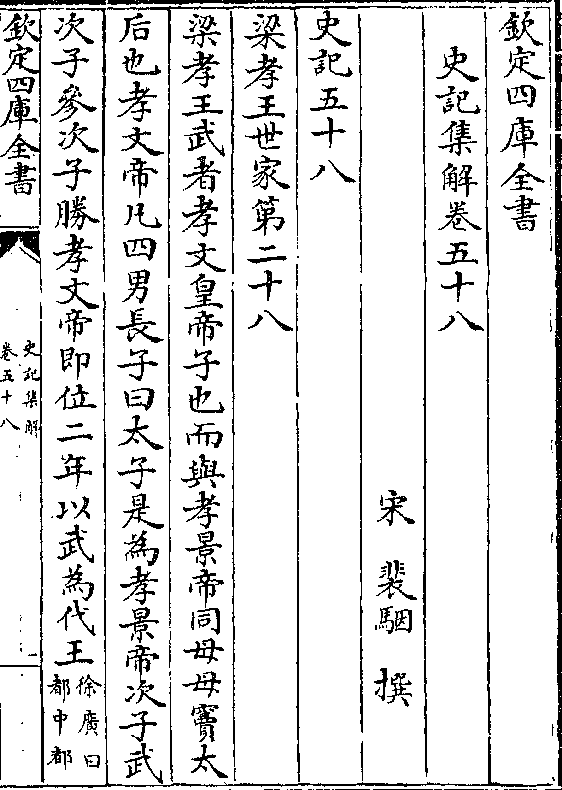 欽定四庫全書
史記集解卷五十八
宋 裴駰 撰
史記五十八
梁孝王世家第二十八
梁孝王武者孝文皇帝子也而與孝景帝同母母竇太
后也孝文帝凡四男長子曰太子是為孝景帝次子武
次子參次子勝孝文帝即位二年以武為代王徐廣曰
都中都
欽定四庫全書
史記集解
卷五十八